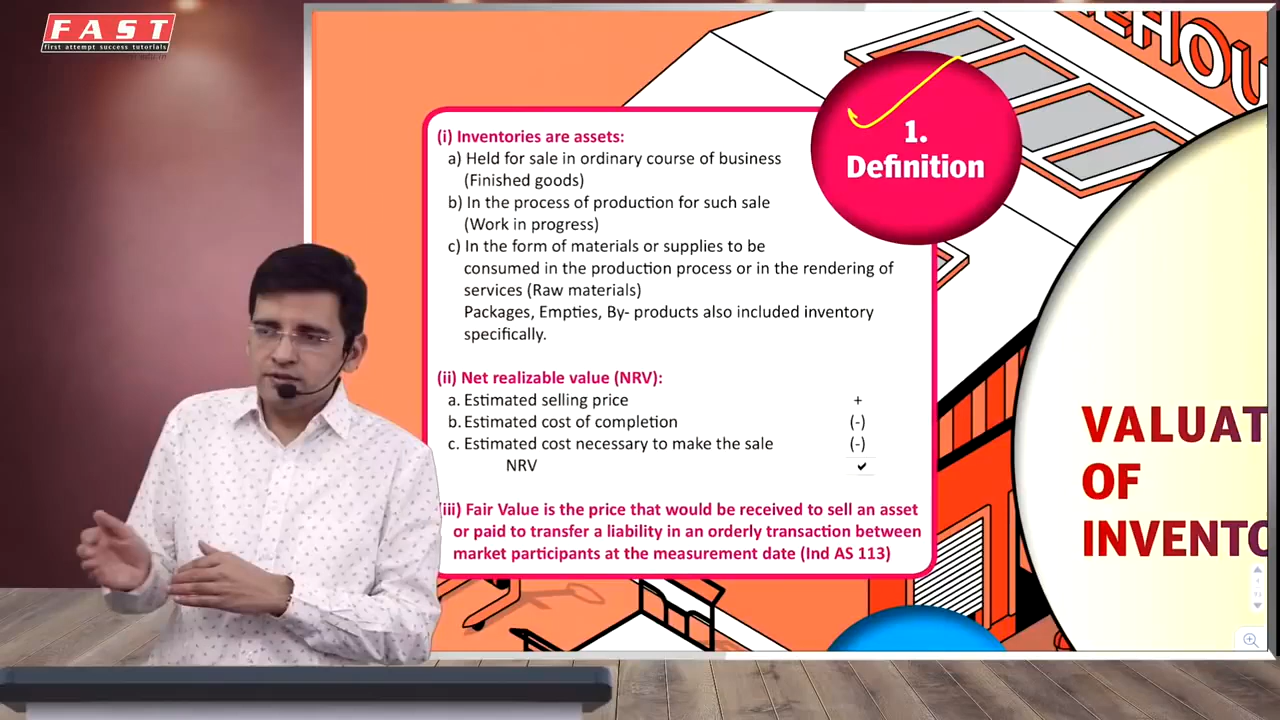 FAST
first attempt success tutorials
EHOU
1.
Definition
(i) Inventories are assets:
a) Held for sale in ordinary course of business
(Finished goods)
b) In the process of production for such sale
(Work in progress)
c) In the form of materials or supplies to be
consumed in the production process or in the rendering of
services (Raw materials)
Packages, Empties, By- products also included inventory
specifically.
(ii) Net realizable value (NRV):
a. Estimated selling price +
b. Estimated cost of completion (-)
c. Estimated cost necessary to make the sale (-)
NRV ✔
(iii) Fair Value is the price that would be received to sell an asset
or paid to transfer a liability in an orderly transaction between
market participants at the measurement date (Ind AS 113)
VALUAT
OF
INVENTO